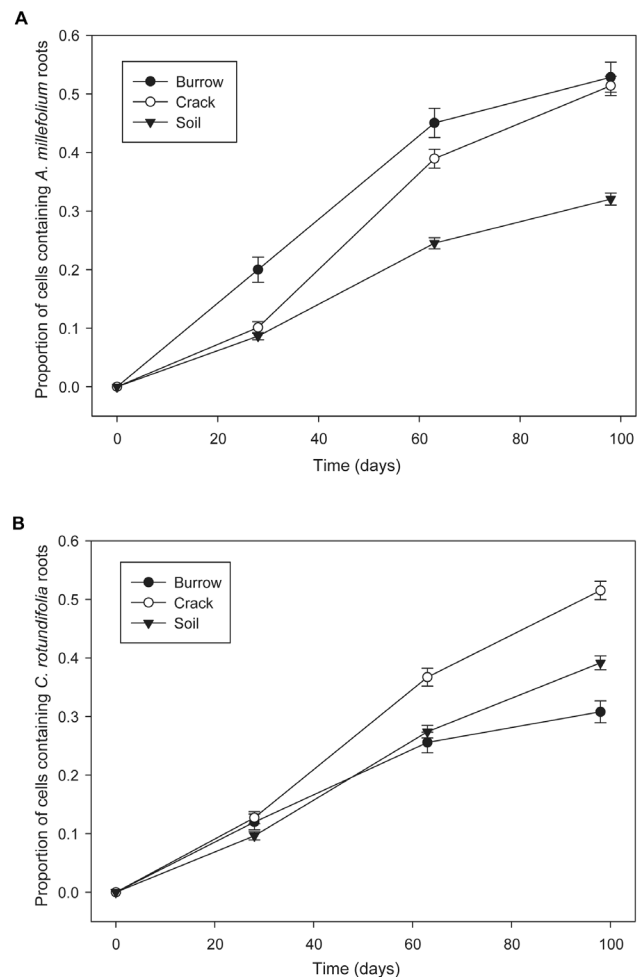 A
Proportion of cells containing A. millefolium roots
0.6
0.5
0.4
0.3
0.2
0.1
0.0
Burrow
Crack
Soil
0 20 40 60 80 100
Time (days)
B
Proportion of cells containing C. rotundifolia roots
0.6
0.5
0.4
0.3
0.2
0.1
0.0
Burrow
Crack
Soil
0 20 40 60 80 100
Time (days)